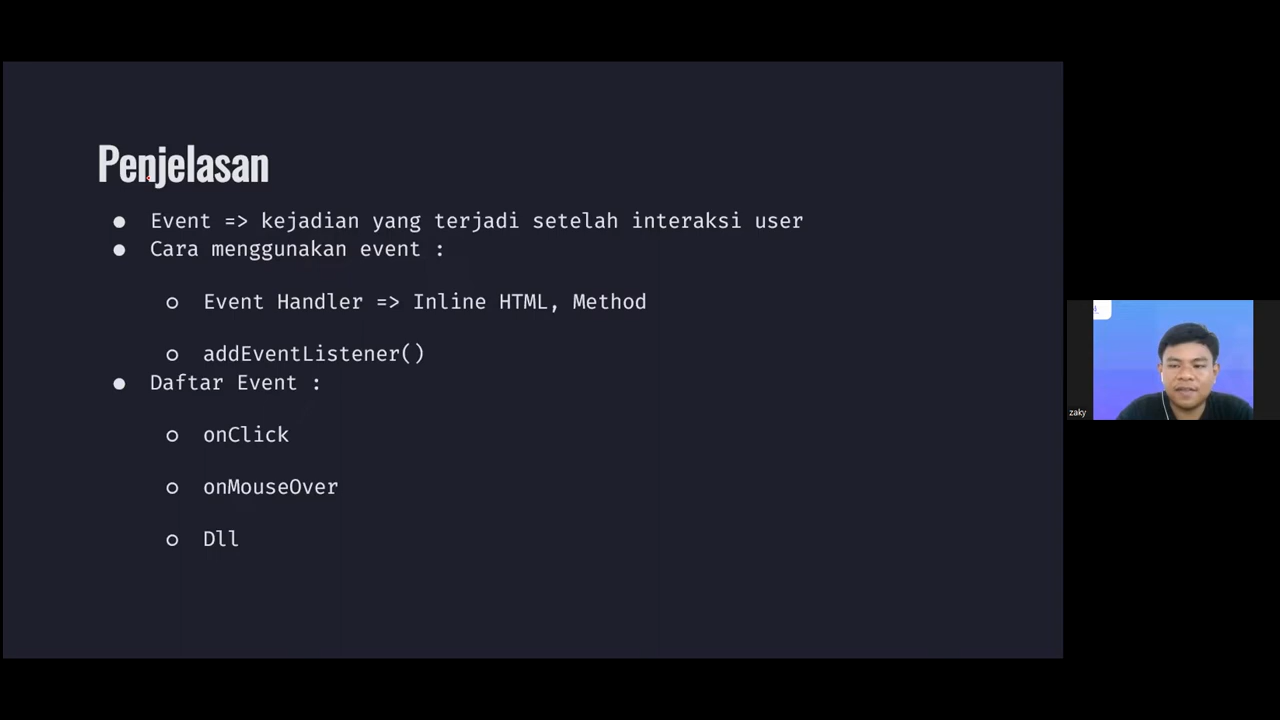 Penjelasan
● Event => kejadian yang terjadi setelah interaksi user
● Cara menggunakan event :
○ Event Handler => Inline HTML, Method
○ addEventListener()
● Daftar Event :
○ onClick
○ onMouseOver
○ Dll
zaky